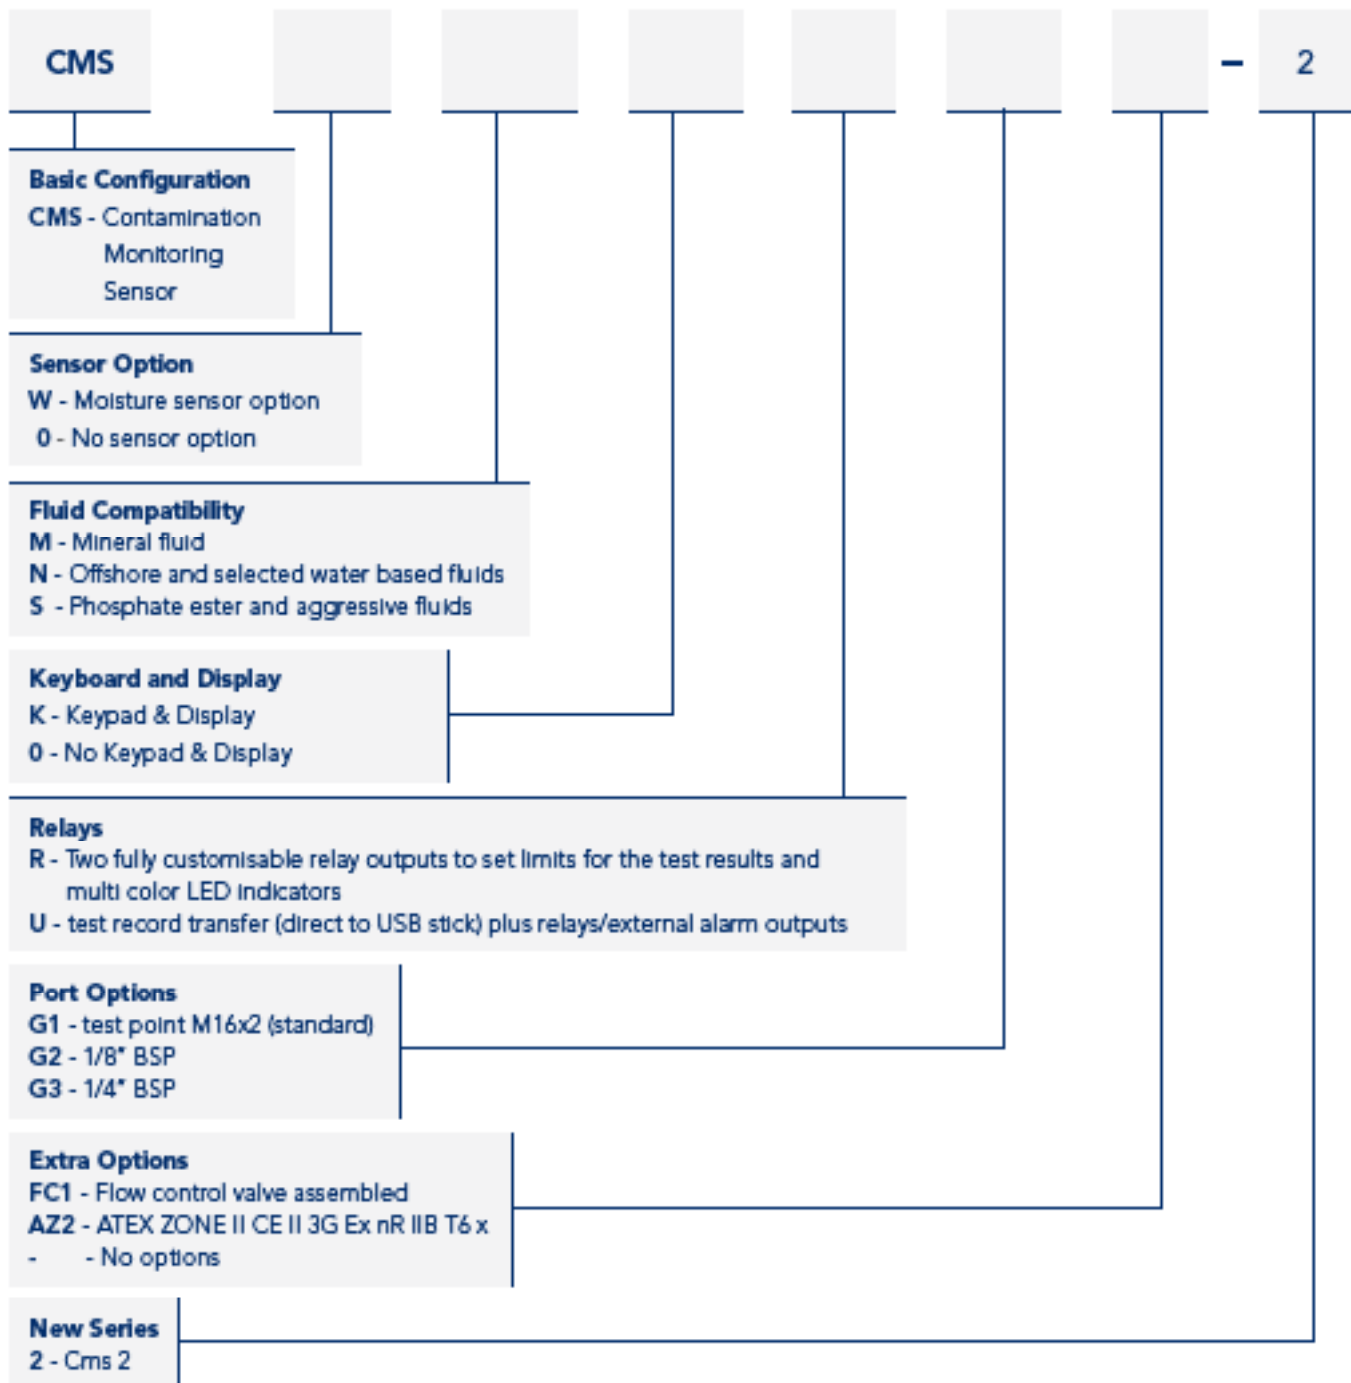 CMS – 2
Basic Configuration
CMS - Contamination
Monitoring
Sensor
Sensor Option
W - Moisture sensor option
0 - No sensor option
Fluid Compatibility
M - Mineral fluid
N - Offshore and selected water based fluids
S - Phosphate ester and aggressive fluids
Keyboard and Display
K - Keypad & Display
0 - No Keypad & Display
Relays
R - Two fully customisable relay outputs to set limits for the test results and
multi color LED indicators
U - test record transfer (direct to USB stick) plus relays/external alarm outputs
Port Options
G1 - test point M16x2 (standard)
G2 - 1/8" BSP
G3 - 1/4" BSP
Extra Options
FC1 - Flow control valve assembled
AZ2 - ATEX ZONE II CE II 3G Ex nR IIB T6 x
- - No options
New Series
2 - Cms 2